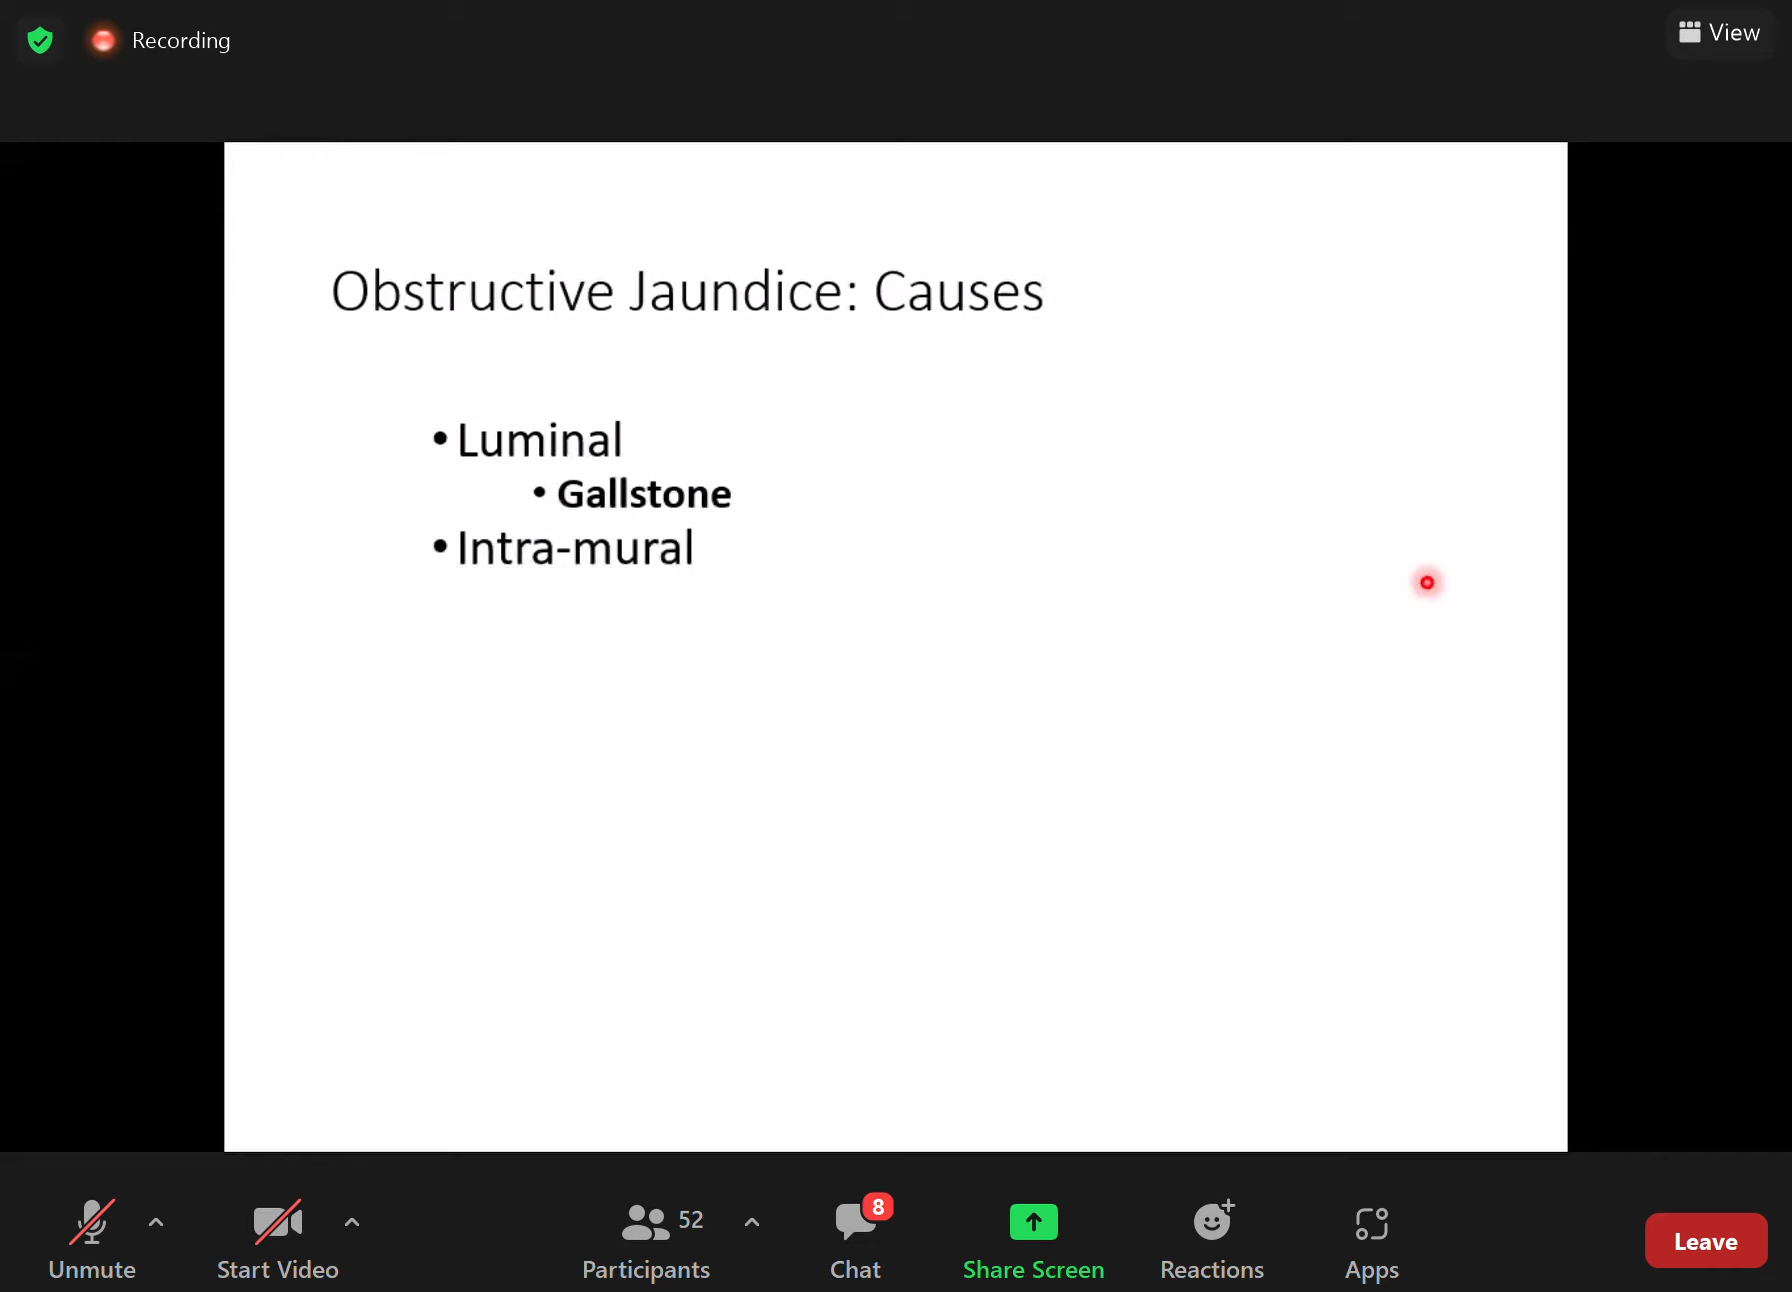 Recording
View
Obstructive Jaundice: Causes
• Luminal
• Gallstone
• Intra-mural
Unmute
Start Video
52
Participants
8
Chat
Share Screen
Reactions
Apps
Leave